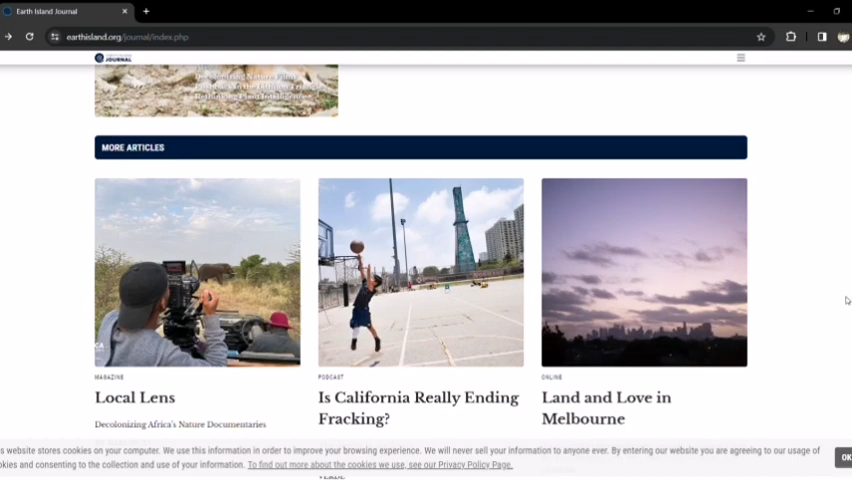 Earth Island Journal
earthisland.org/journal/index.php
JOURNAL
Decolonizing Nature Films
MORE ARTICLES
MAGAZINE
PODCAST
ONLINE
Local Lens
Is California Really Ending
Fracking?
Land and Love in
Melbourne
Decolonizing Africa's Nature Documentaries
s website stores cookies on your computer. We use this information in order to improve your browsing experience. We will never sell your information to anyone ever. By entering our website you are agreeing to our usage of
okies and consenting to the collection and use of your information. To find out more about the cookies we use, see our Privacy Policy Page.
OK